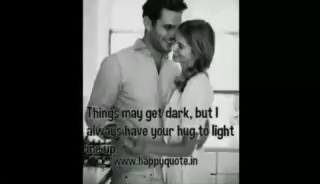 Things may get dark, but I
always have your hug to light
me up
www.happyquote.in